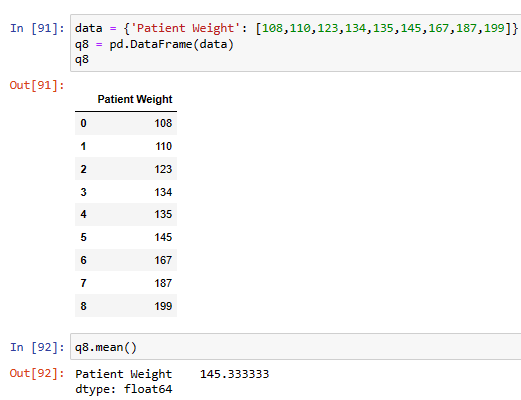 In [91]: data = {'Patient Weight': [108,110,123,134,135,145,167,187,199]}
q8 = pd.DataFrame(data)
q8
Out[91]:
Patient Weight
0 108
1 110
2 123
3 134
4 135
5 145
6 167
7 187
8 199
In [92]: q8.mean()
Out[92]: Patient Weight    145.333333
dtype: float64